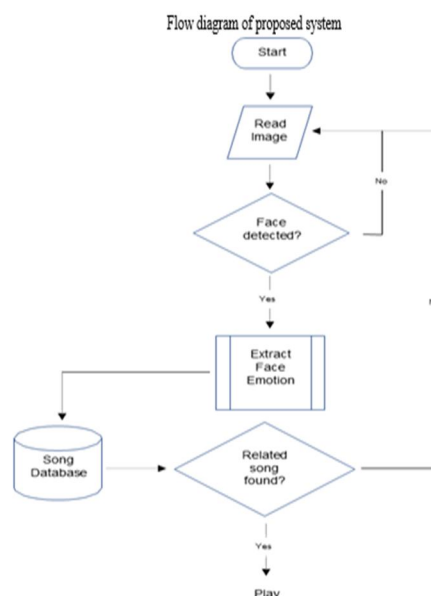 Flow diagram of proposed system
Start
Read
Image
No
Face
detected?
Yes
Extract
Face
Emotion
Song
Database
Related
song
found?
Yes
Play